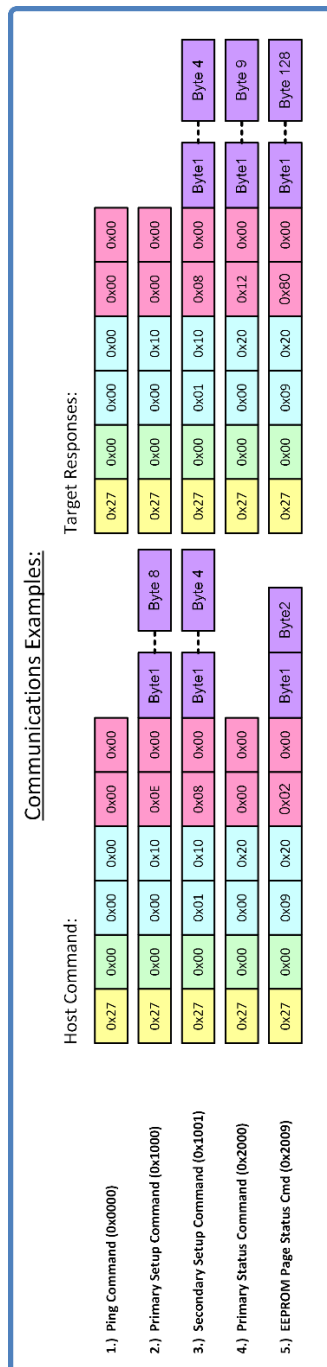 Communications Examples:
Host Command: Target Responses:
1.) Ping Command (0x0000) 0x27 0x00 0x00 0x00 0x00 0x00 0x27 0x00 0x00 0x00 0x00 0x00
2.) Primary Setup Command (0x1000) 0x27 0x00 0x00 0x10 0x0E 0x00 Byte1 Byte 8 0x27 0x00 0x00 0x10 0x00 0x00
3.) Secondary Setup Command (0x1001) 0x27 0x00 0x01 0x10 0x08 0x00 Byte1 Byte 4 0x27 0x00 0x01 0x10 0x08 0x00 Byte1 Byte 4
4.) Primary Status Command (0x2000) 0x27 0x00 0x00 0x20 0x00 0x00 0x27 0x00 0x00 0x20 0x12 0x00 Byte1 Byte 9
5.) EEPROM Page Status Cmd (0x2009) 0x27 0x00 0x09 0x20 0x02 0x00 Byte1 Byte2 0x27 0x00 0x09 0x20 0x80 0x00 Byte1 Byte 128